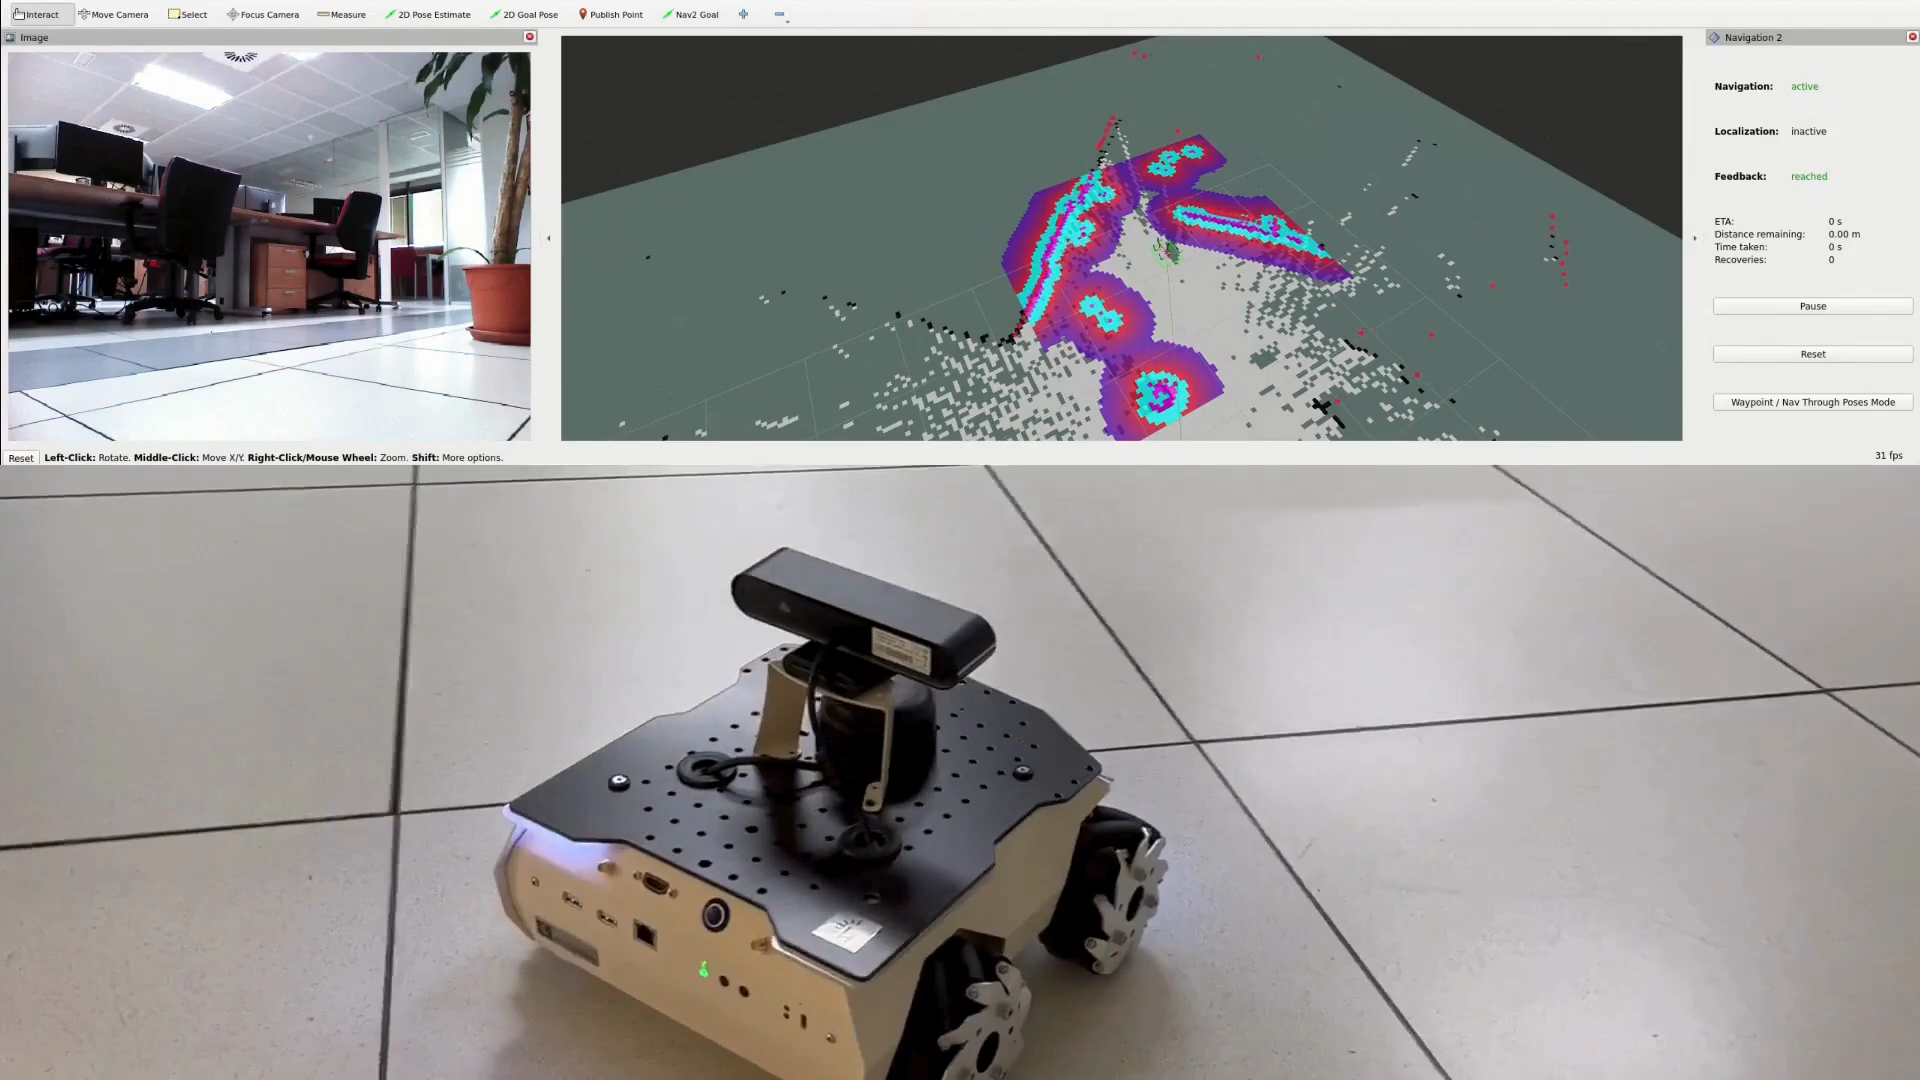 Interact Move Camera Select Focus Camera Measure 2D Pose Estimate 2D Goal Pose Publish Point Nav2 Goal
Image
Navigation 2
Navigation: active
Localization: inactive
Feedback: reached
ETA: 0 s
Distance remaining: 0.00 m
Time taken: 0 s
Recoveries: 0
Pause
Reset
Waypoint / Nav Through Poses Mode
Reset Left-Click: Rotate. Middle-Click: Move X/Y. Right-Click/Mouse Wheel: Zoom. Shift: More options.
31 fps